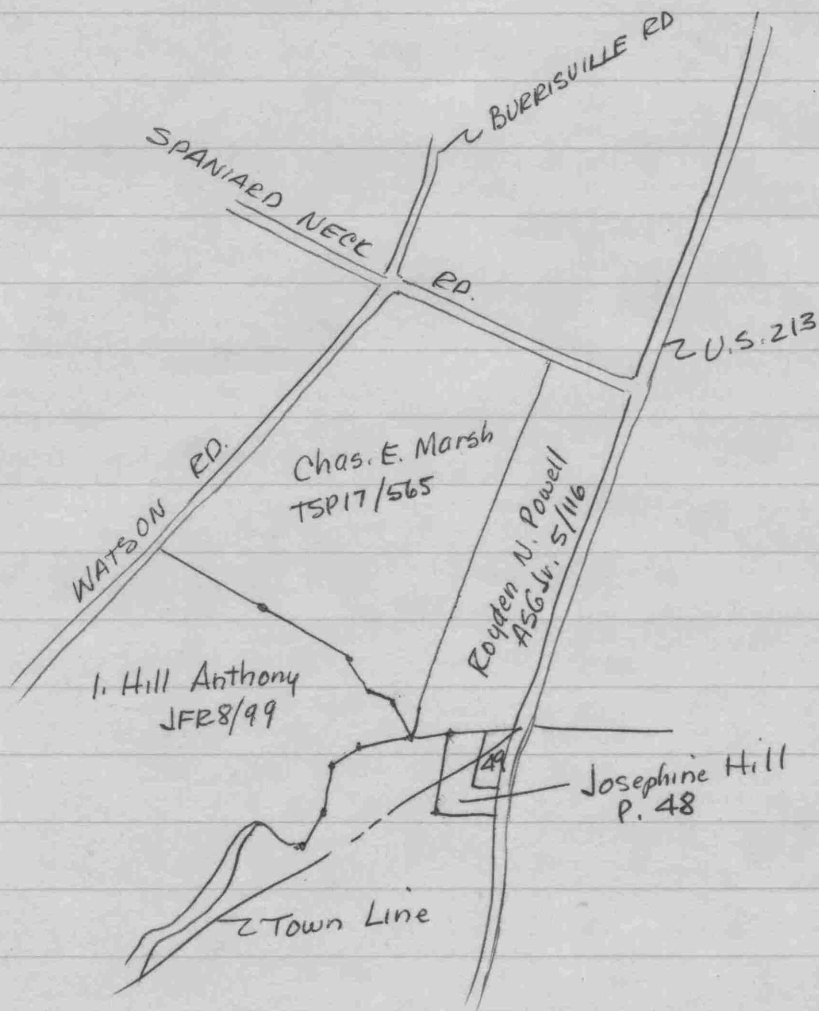 BURRISVILLE RD
SPANIARD NECK RD.
U.S. 213
WATSON RD.
Chas. E. Marsh
TSP17/565
Royden N. Powell
ASGJr. 5/116
I. Hill Anthony
JFR8/99
49
Josephine Hill
P. 48
Town Line